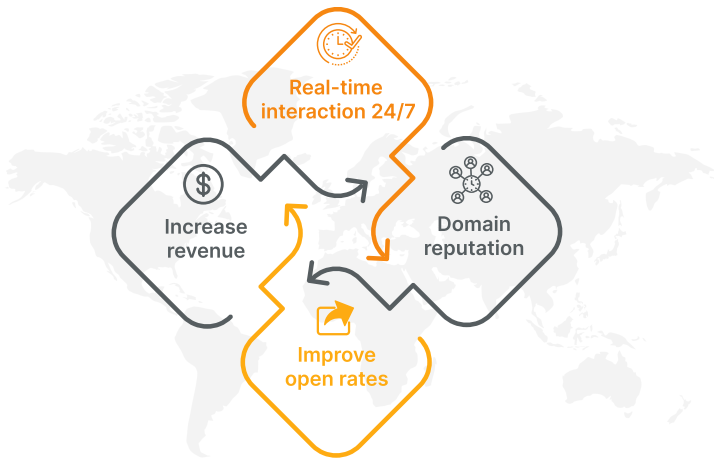 Real-time
interaction 24/7
Increase
revenue
Domain
reputation
Improve
open rates